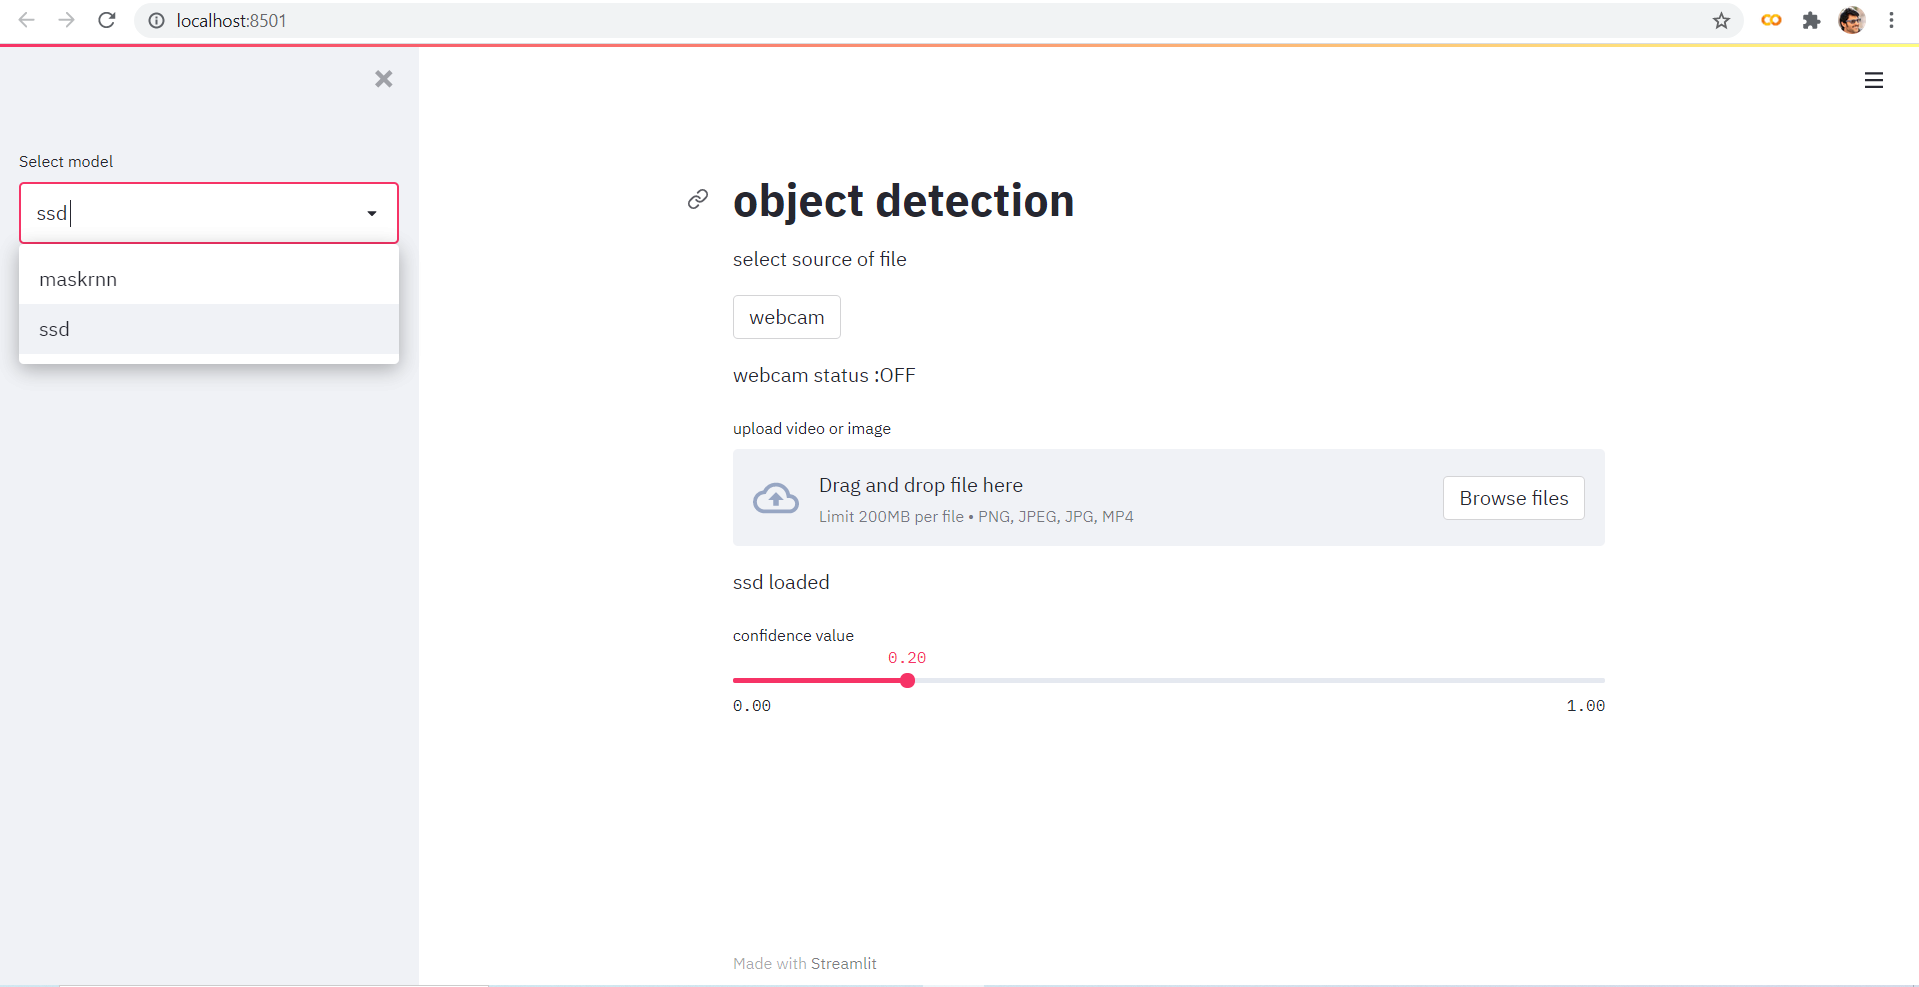 localhost:8501
Select model
ssd
maskrnn
ssd
object detection
select source of file
webcam
webcam status :OFF
upload video or image
Drag and drop file here
Limit 200MB per file • PNG, JPEG, JPG, MP4
Browse files
ssd loaded
confidence value
0.20
0.00 1.00
Made with Streamlit